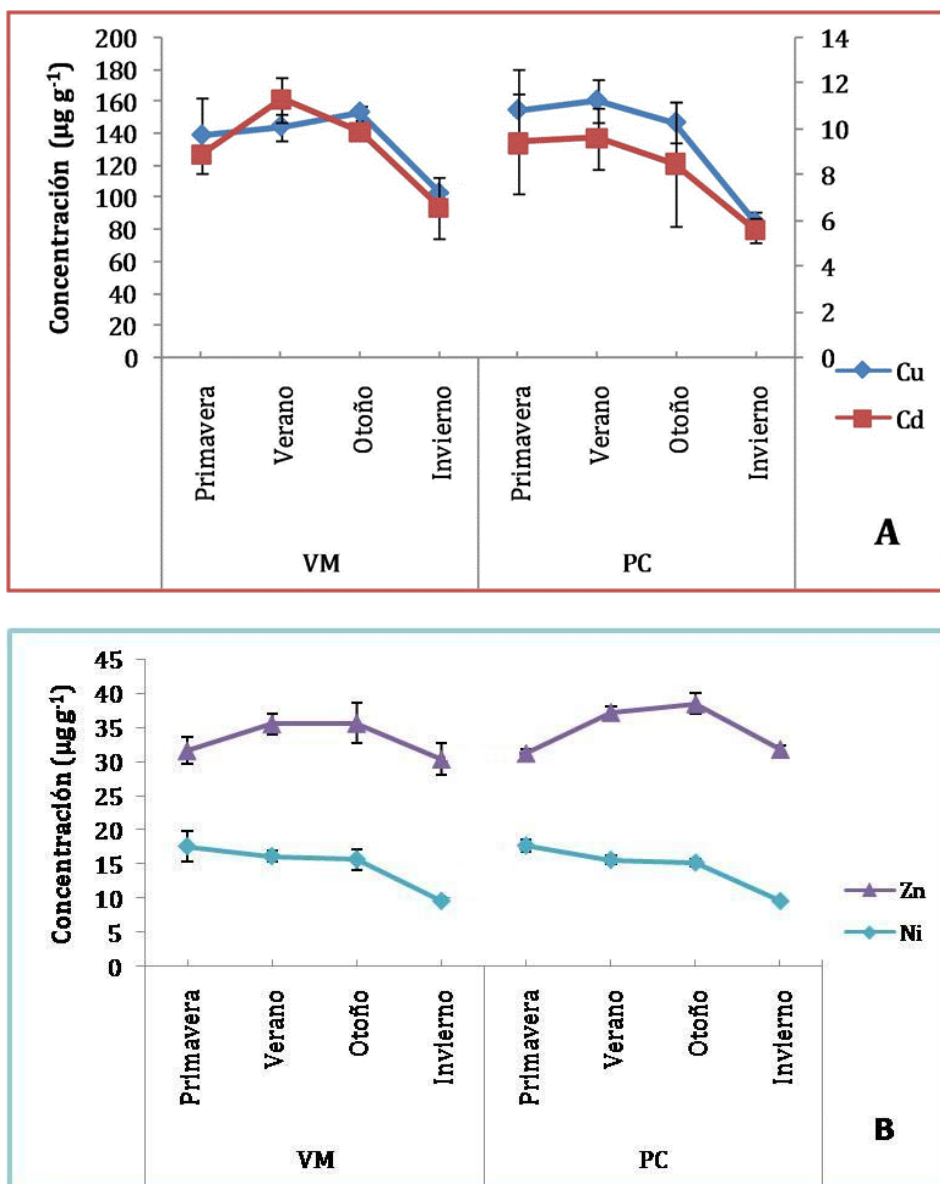 200
180
160
140
120
100
80
60
40
20
0
Concentración (µg g-1)
14
12
10
8
6
4
2
0
Primavera
Verano
Otoño
Invierno
Primavera
Verano
Otoño
Invierno
VM
PC
Cu
Cd
A
45
40
35
30
25
20
15
10
5
0
Concentración (µg g-1)
Primavera
Verano
Otoño
Invierno
Primavera
Verano
Otoño
Invierno
VM
PC
Zn
Ni
B